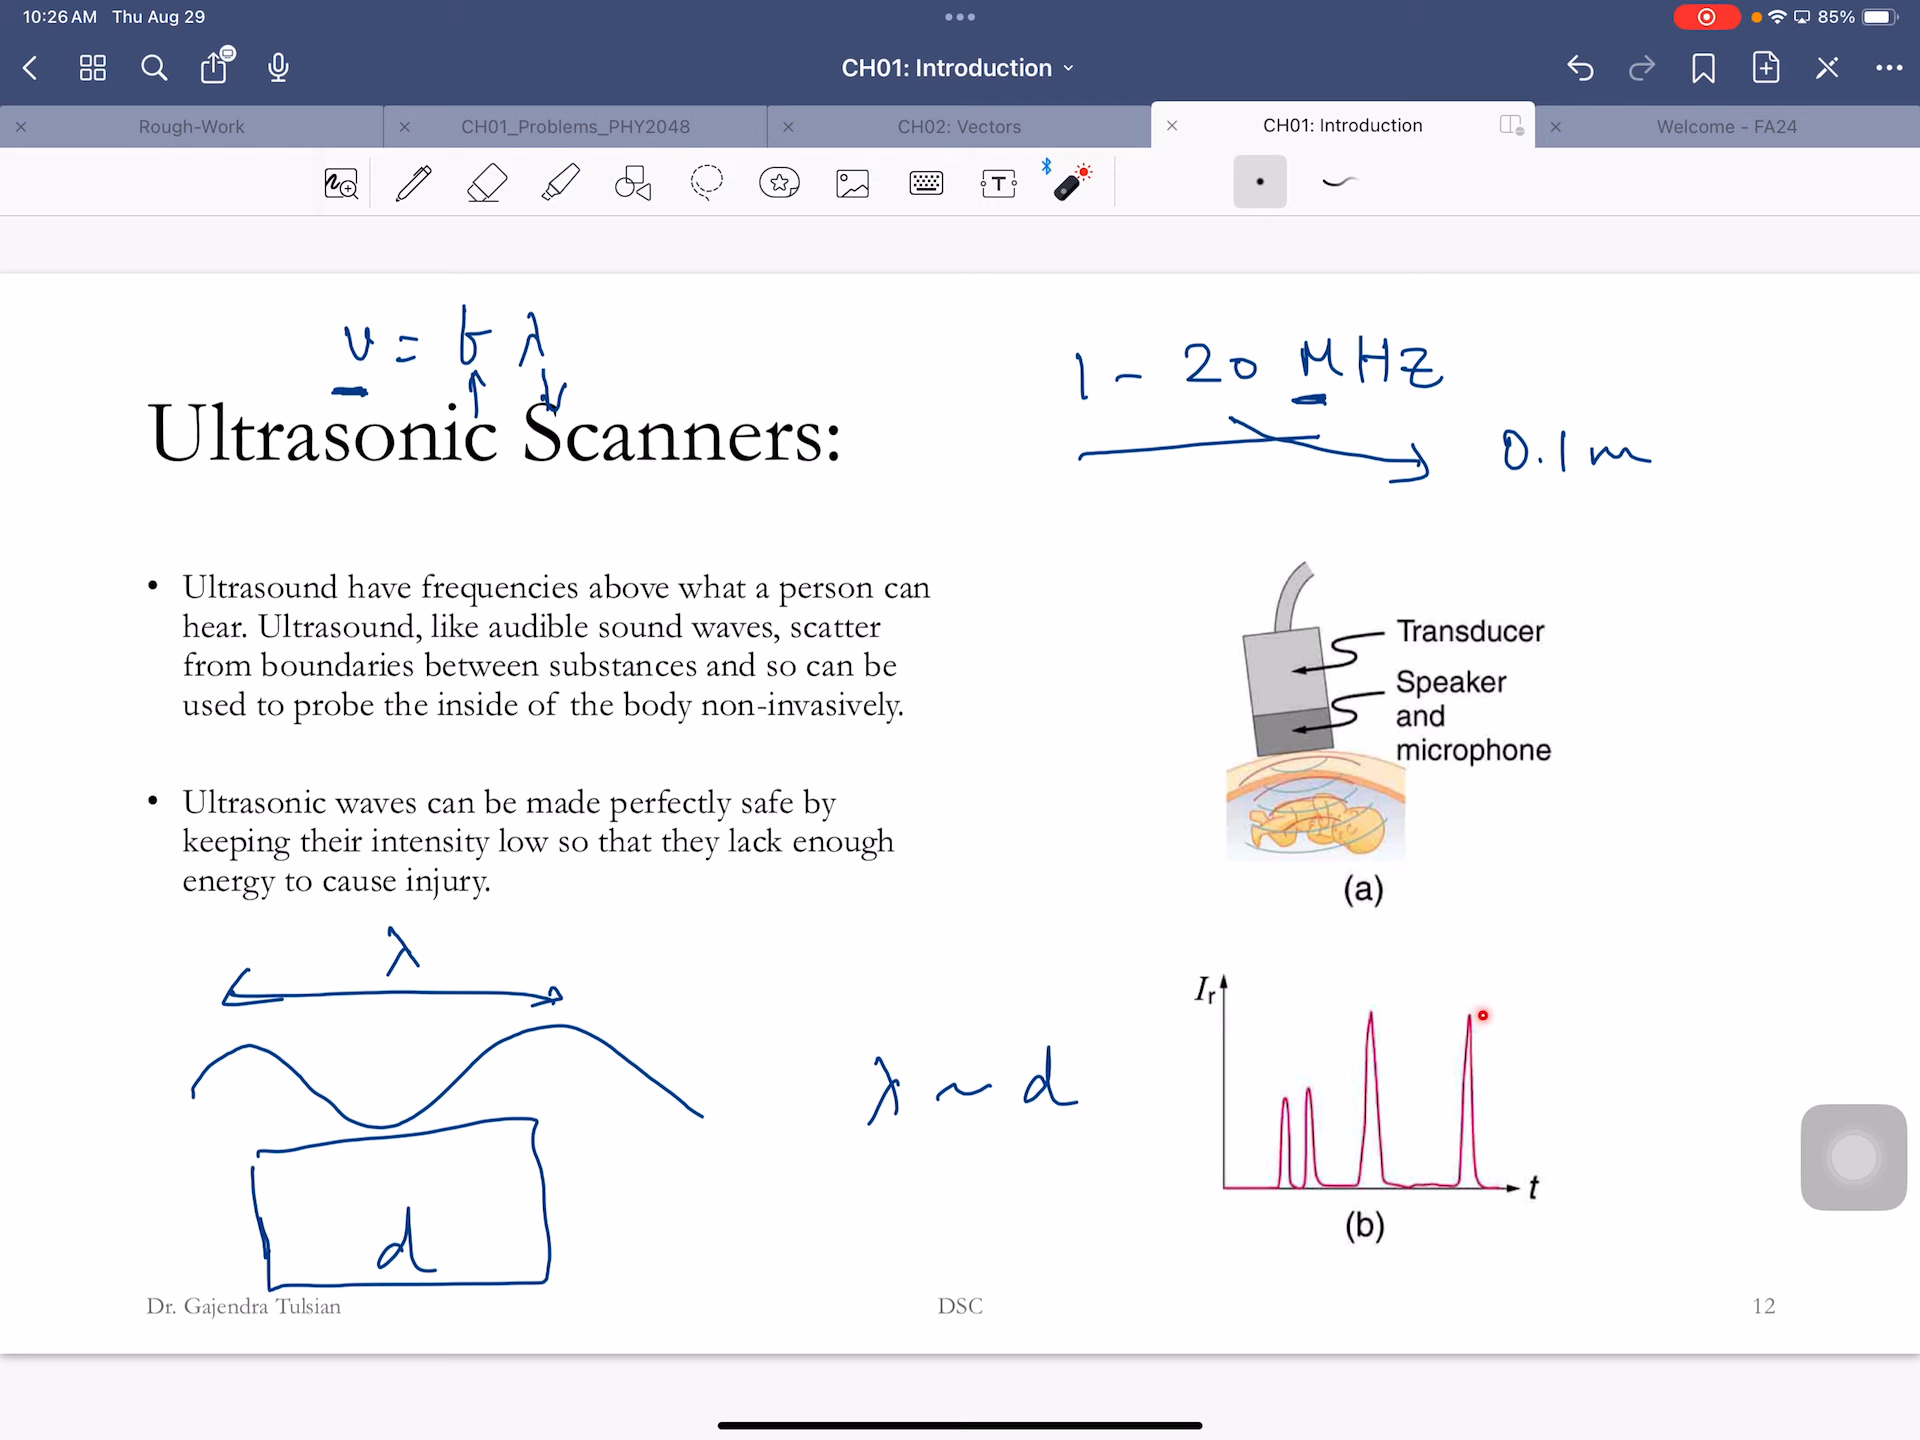 10:26 AM Thu Aug 29
85%
CH01: Introduction
Rough-Work
CH01_Problems_PHY2048
CH02: Vectors
CH01: Introduction
Welcome - FA24
T
v = f λ
1 - 20 MHz
Ultrasonic Scanners:
0.1m
• Ultrasound have frequencies above what a person can
hear. Ultrasound, like audible sound waves, scatter
from boundaries between substances and so can be
used to probe the inside of the body non-invasively.
• Ultrasonic waves can be made perfectly safe by
keeping their intensity low so that they lack enough
energy to cause injury.
Transducer
Speaker
and
microphone
(a)
λ
λ ~ d
d
Ir
t
(b)
Dr. Gajendra Tulsian
DSC
12